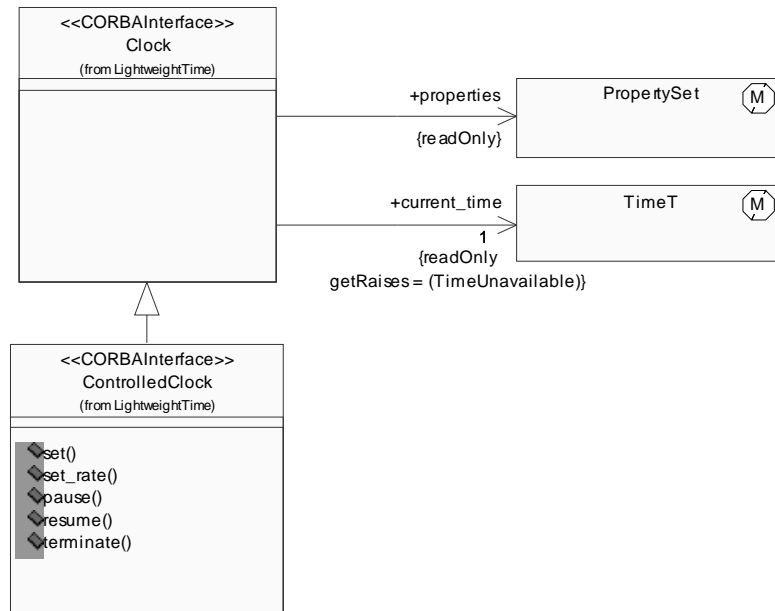 <<CORBAInterface>>
Clock
(from LightweightTime)
+properties
{readOnly}
PropertySet
M
+current_time
1
{readOnly
getRaises = (TimeUnavailable)}
TimeT
M
<<CORBAInterface>>
ControlledClock
(from LightweightTime)
set()
set_rate()
pause()
resume()
terminate()